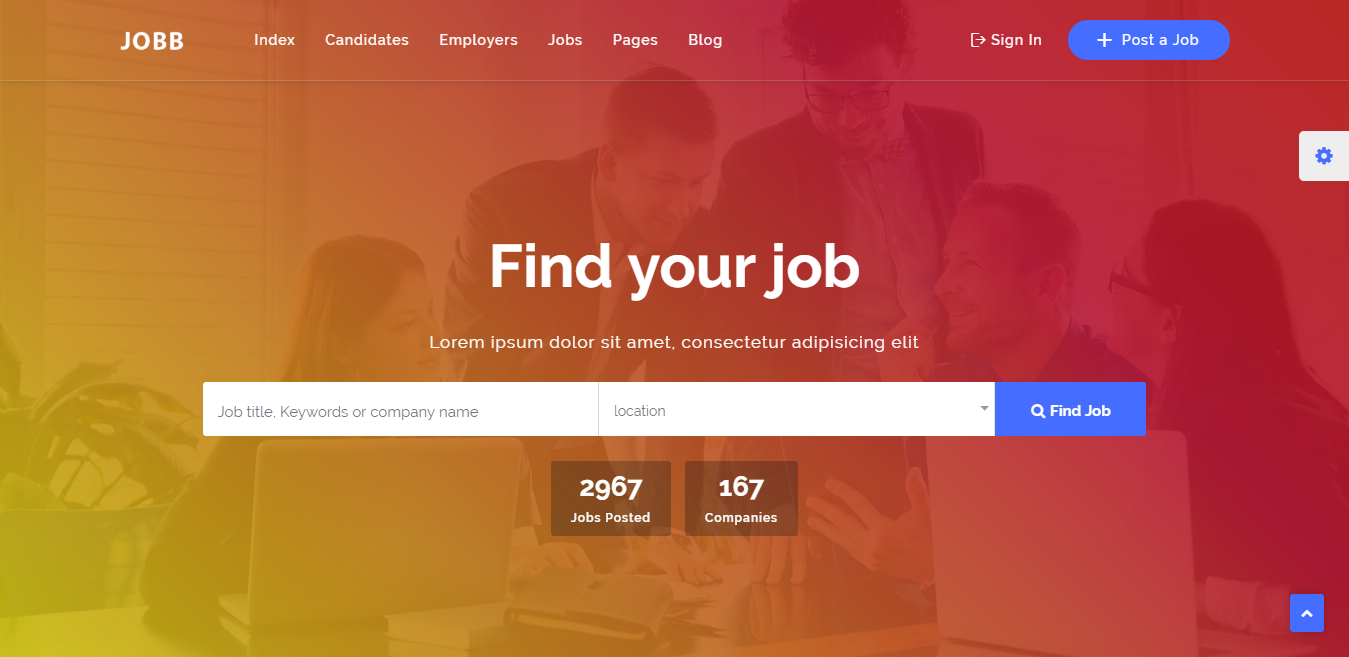 JOBB
Index Candidates Employers Jobs Pages Blog
Sign In
Post a Job
Find your job
Lorem ipsum dolor sit amet, consectetur adipisicing elit
Job title, Keywords or company name
location
Find Job
2967
Jobs Posted
167
Companies